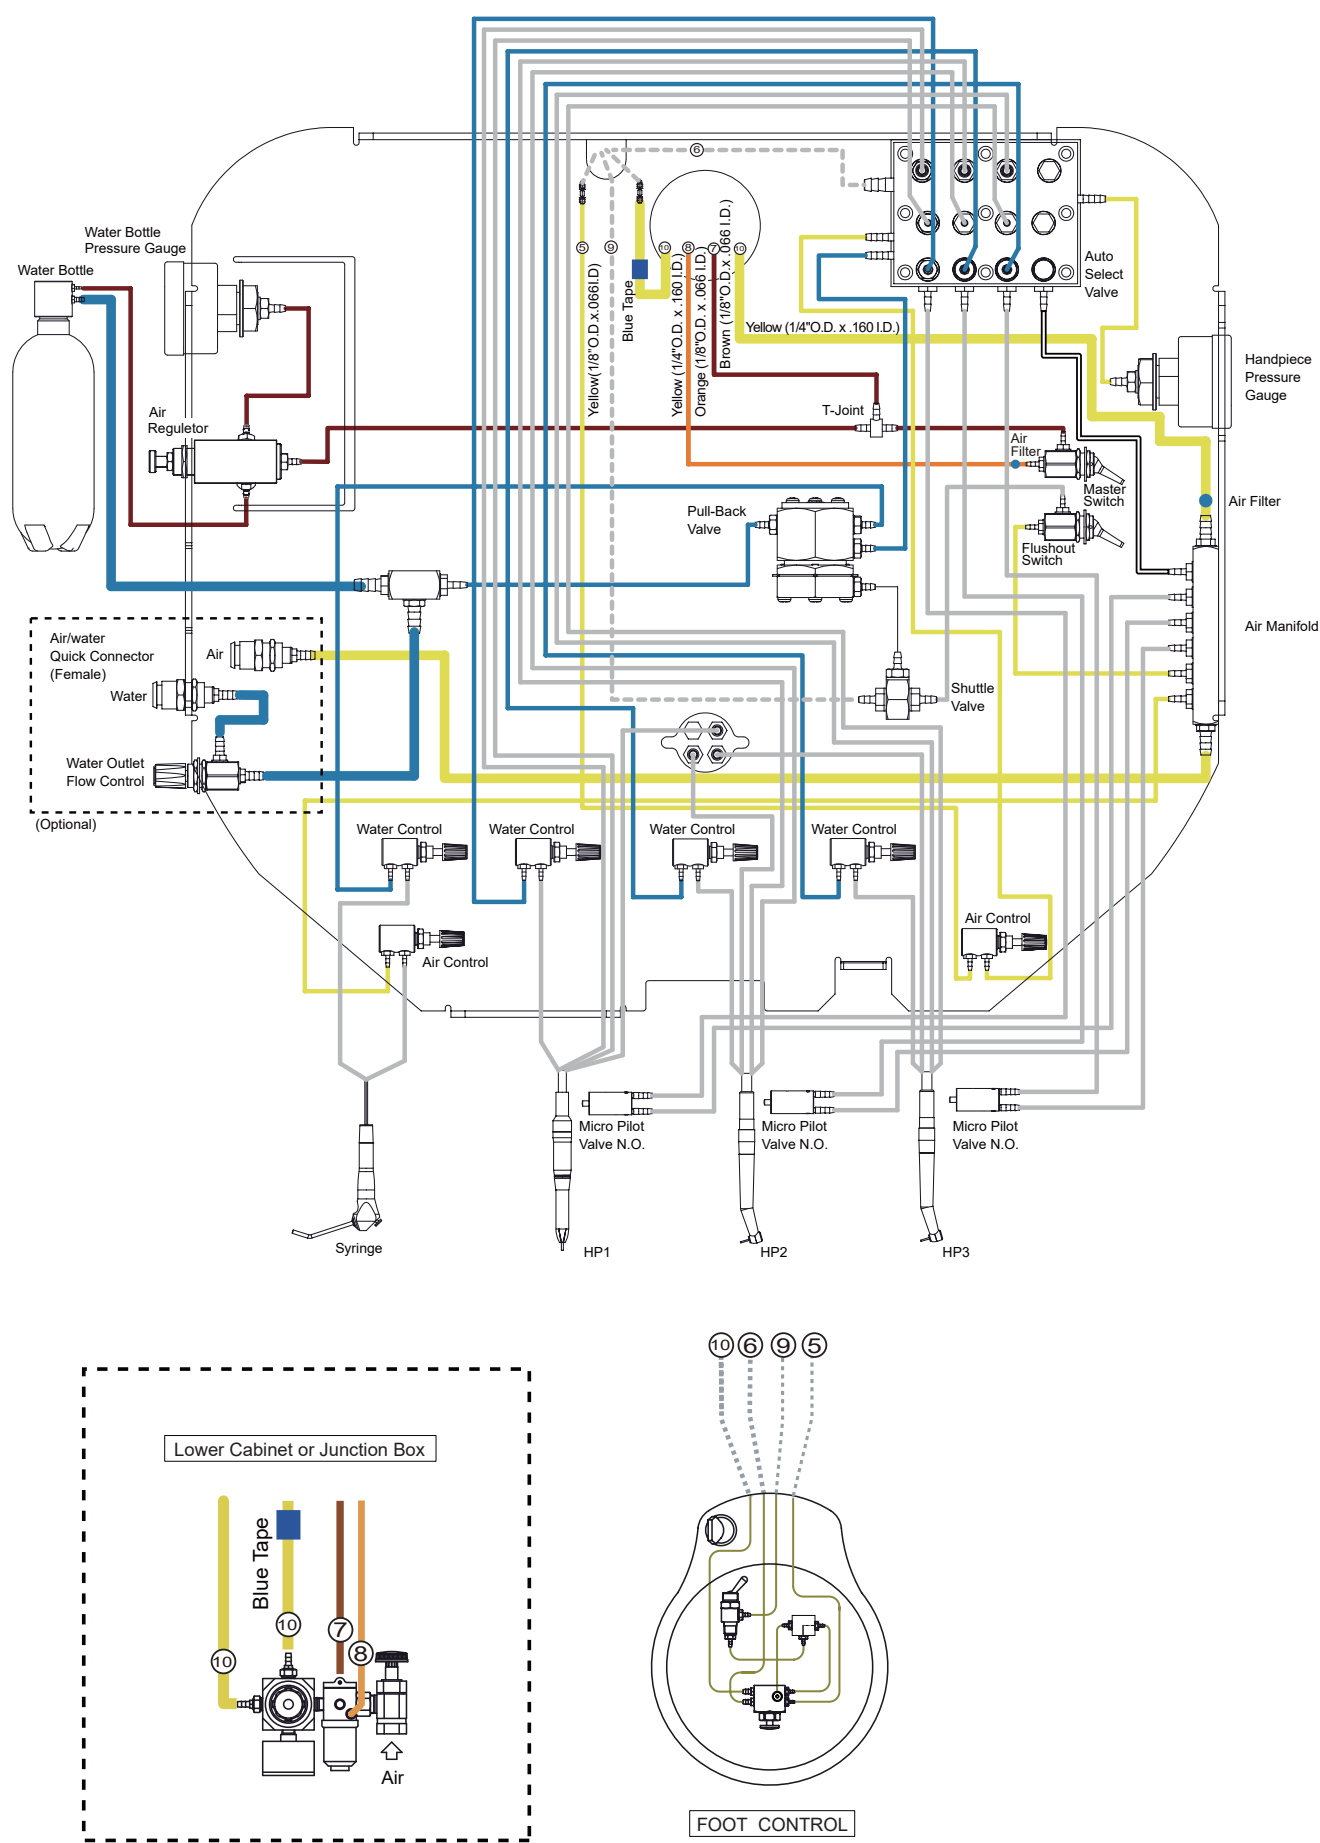 6
Water Bottle
Pressure Gauge
Water Bottle
5
9
10
8
7
10
Yellow(1/8"O.D.x.066I.D)
Blue Tape
Yellow (1/4"O.D. x .160 I.D.)
Orange (1/8"O.D. x .066 I.D.)
Brown (1/8"O.D. x .066 I.D.)
Yellow (1/4"O.D. x .160 I.D.)
Auto
Select
Valve
Handpiece
Pressure
Gauge
Air
Reguletor
T-Joint
Air
Filter
Master
Switch
Air Filter
Pull-Back
Valve
Flushout
Switch
Air Manifold
Air/water
Quick Connector
(Female)
Air
Water
Shuttle
Valve
Water Outlet
Flow Control
(Optional)
Water Control
Water Control
Water Control
Water Control
Air Control
Air Control
Micro Pilot
Valve N.O.
Micro Pilot
Valve N.O.
Micro Pilot
Valve N.O.
Syringe
HP1
HP2
HP3
10
6
9
5
Lower Cabinet or Junction Box
Blue Tape
10
10
7
8
Air
FOOT CONTROL